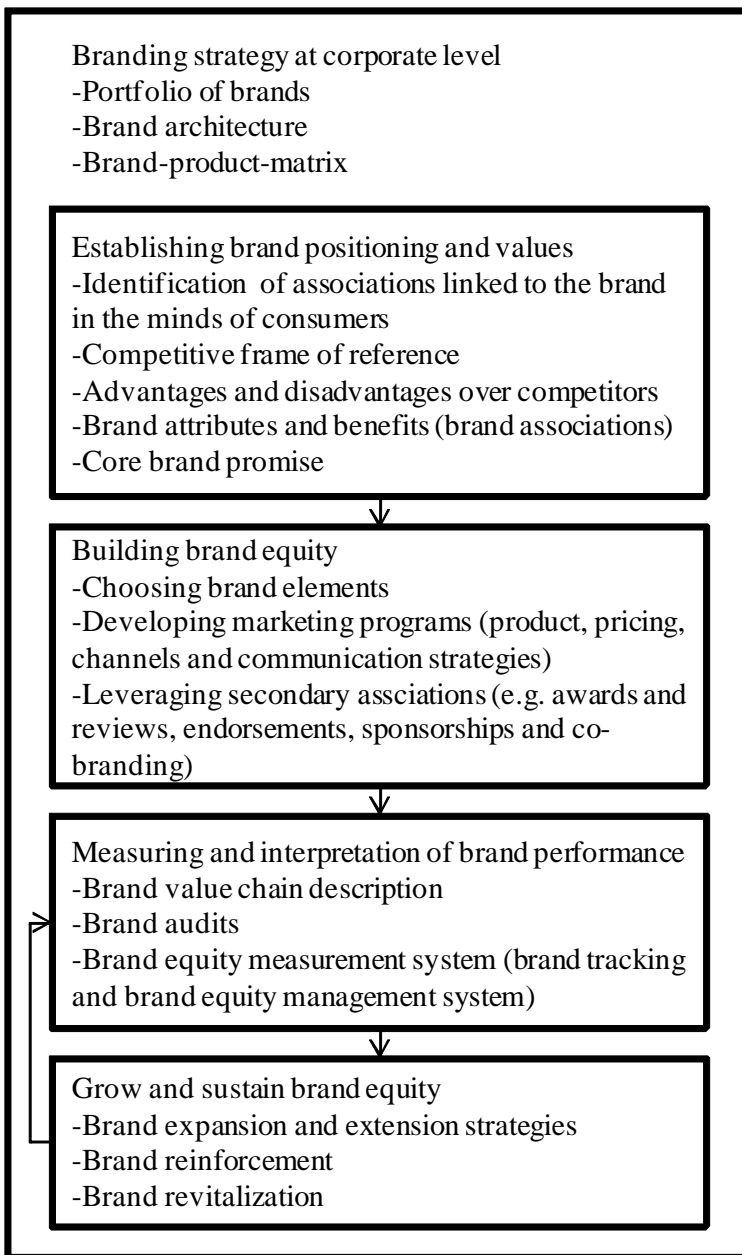 Branding strategy at corporate level
-Portfolio of brands
-Brand architecture
-Brand-product-matrix
Establishing brand positioning and values
-Identification of associations linked to the brand
in the minds of consumers
-Competitive frame of reference
-Advantages and disadvantages over competitors
-Brand attributes and benefits (brand associations)
-Core brand promise
Building brand equity
-Choosing brand elements
-Developing marketing programs (product, pricing,
channels and communication strategies)
-Leveraging secondary assciations (e.g. awards and
reviews, endorsements, sponsorships and co-
branding)
Measuring and interpretation of brand performance
-Brand value chain description
-Brand audits
-Brand equity measurement system (brand tracking
and brand equity management system)
Grow and sustain brand equity
-Brand expansion and extension strategies
-Brand reinforcement
-Brand revitalization